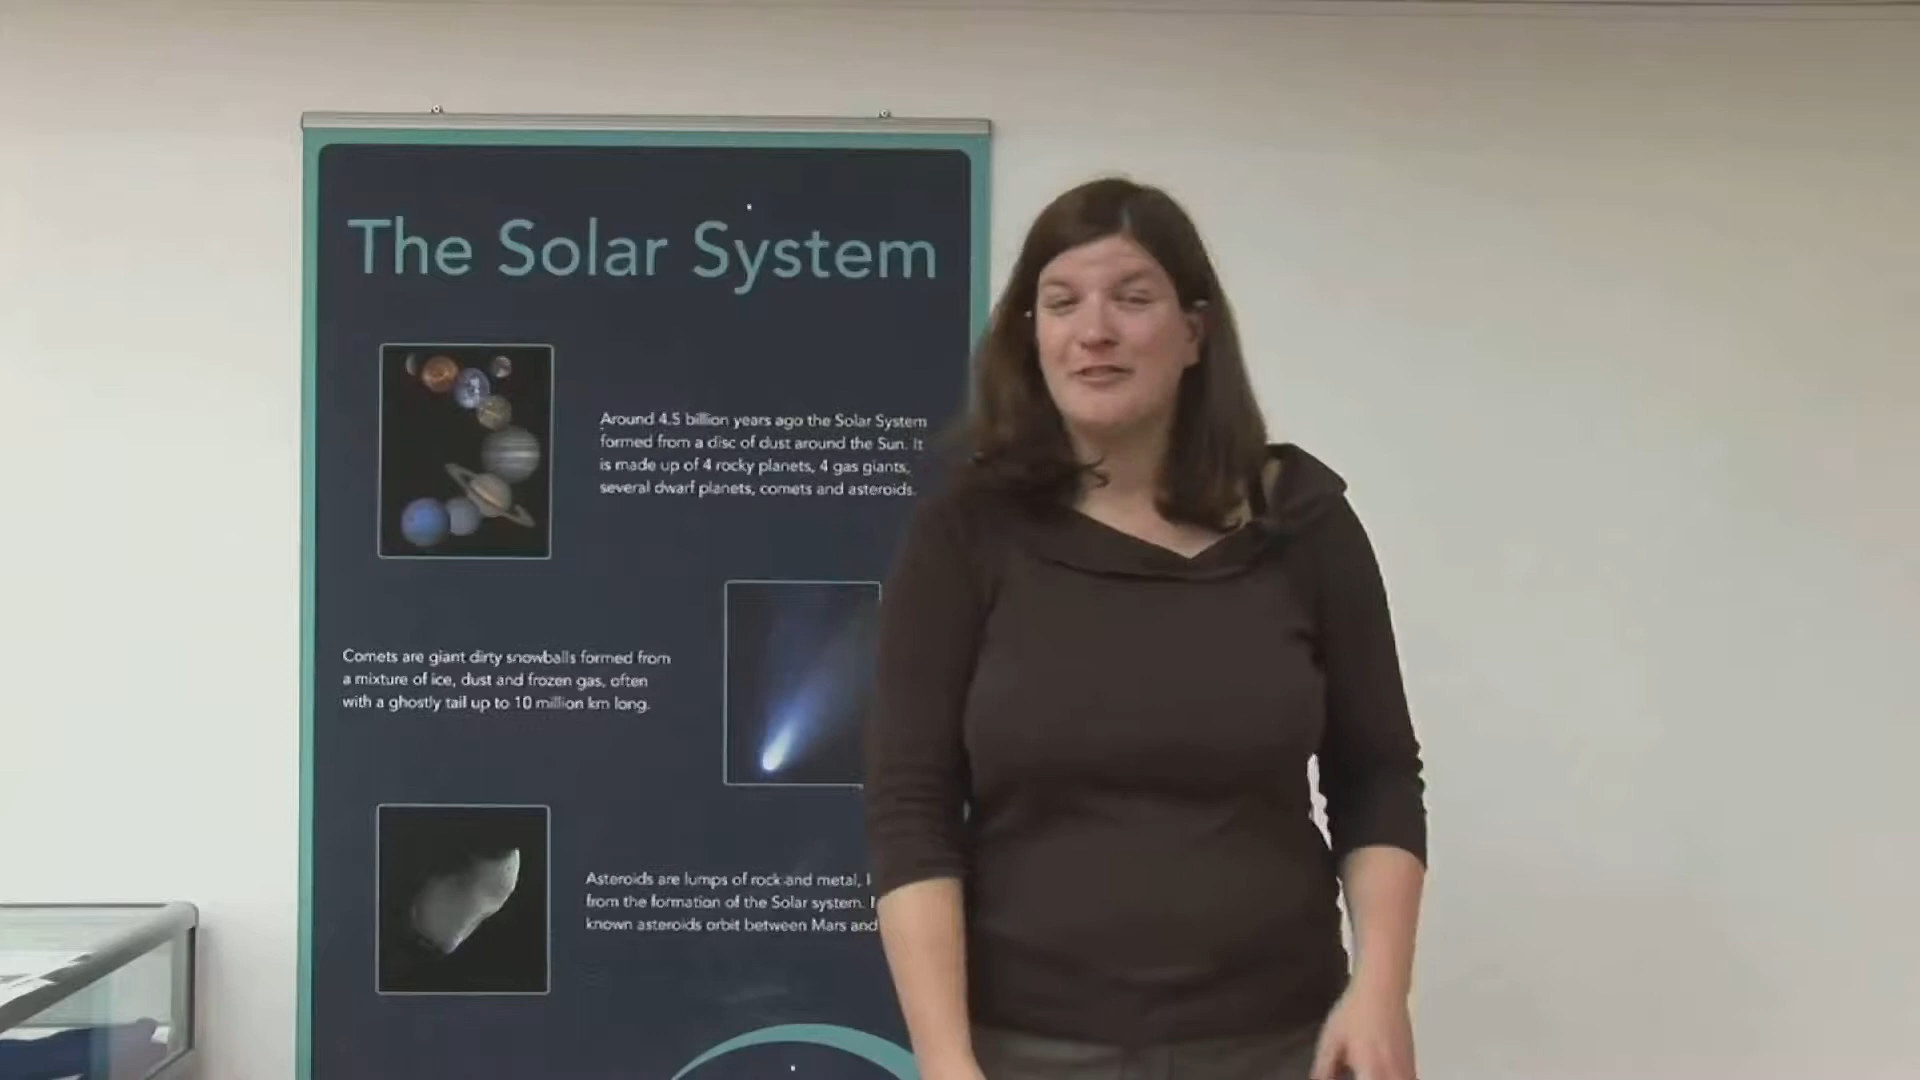 The Solar System
Around 4.5 billion years ago the Solar System
formed from a disc of dust around the Sun. It
is made up of 4 rocky planets, 4 gas giants,
several dwarf planets, comets and asteroids.
Comets are giant dirty snowballs formed from
a mixture of ice, dust and frozen gas, often
with a ghostly tail up to 10 million km long.
Asteroids are lumps of rock and metal,
from the formation of the Solar system.
known asteroids orbit between Mars and